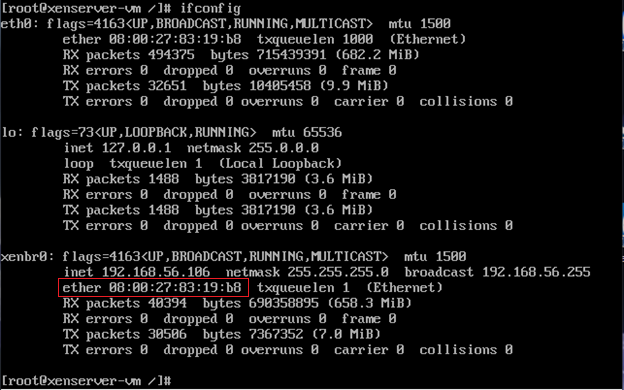 [root@xenserver-vm /]# ifconfig
eth0: flags=4163<UP,BROADCAST,RUNNING,MULTICAST>  mtu 1500
        ether 08:00:27:83:19:b8  txqueuelen 1000  (Ethernet)
        RX packets 494375  bytes 715439391 (682.2 MiB)
        RX errors 0  dropped 0  overruns 0  frame 0
        TX packets 32651  bytes 10405458 (9.9 MiB)
        TX errors 0  dropped 0 overruns 0  carrier 0  collisions 0

lo: flags=73<UP,LOOPBACK,RUNNING>  mtu 65536
        inet 127.0.0.1  netmask 255.0.0.0
        loop  txqueuelen 1  (Local Loopback)
        RX packets 1488  bytes 3817190 (3.6 MiB)
        RX errors 0  dropped 0  overruns 0  frame 0
        TX packets 1488  bytes 3817190 (3.6 MiB)
        TX errors 0  dropped 0 overruns 0  carrier 0  collisions 0

xenbr0: flags=4163<UP,BROADCAST,RUNNING,MULTICAST>  mtu 1500
        inet 192.168.56.106  netmask 255.255.255.0  broadcast 192.168.56.255
        ether 08:00:27:83:19:b8  txqueuelen 1  (Ethernet)
        RX packets 40394  bytes 690358895 (658.3 MiB)
        RX errors 0  dropped 0  overruns 0  frame 0
        TX packets 30506  bytes 7367352 (7.0 MiB)
        TX errors 0  dropped 0 overruns 0  carrier 0  collisions 0

[root@xenserver-vm /]#